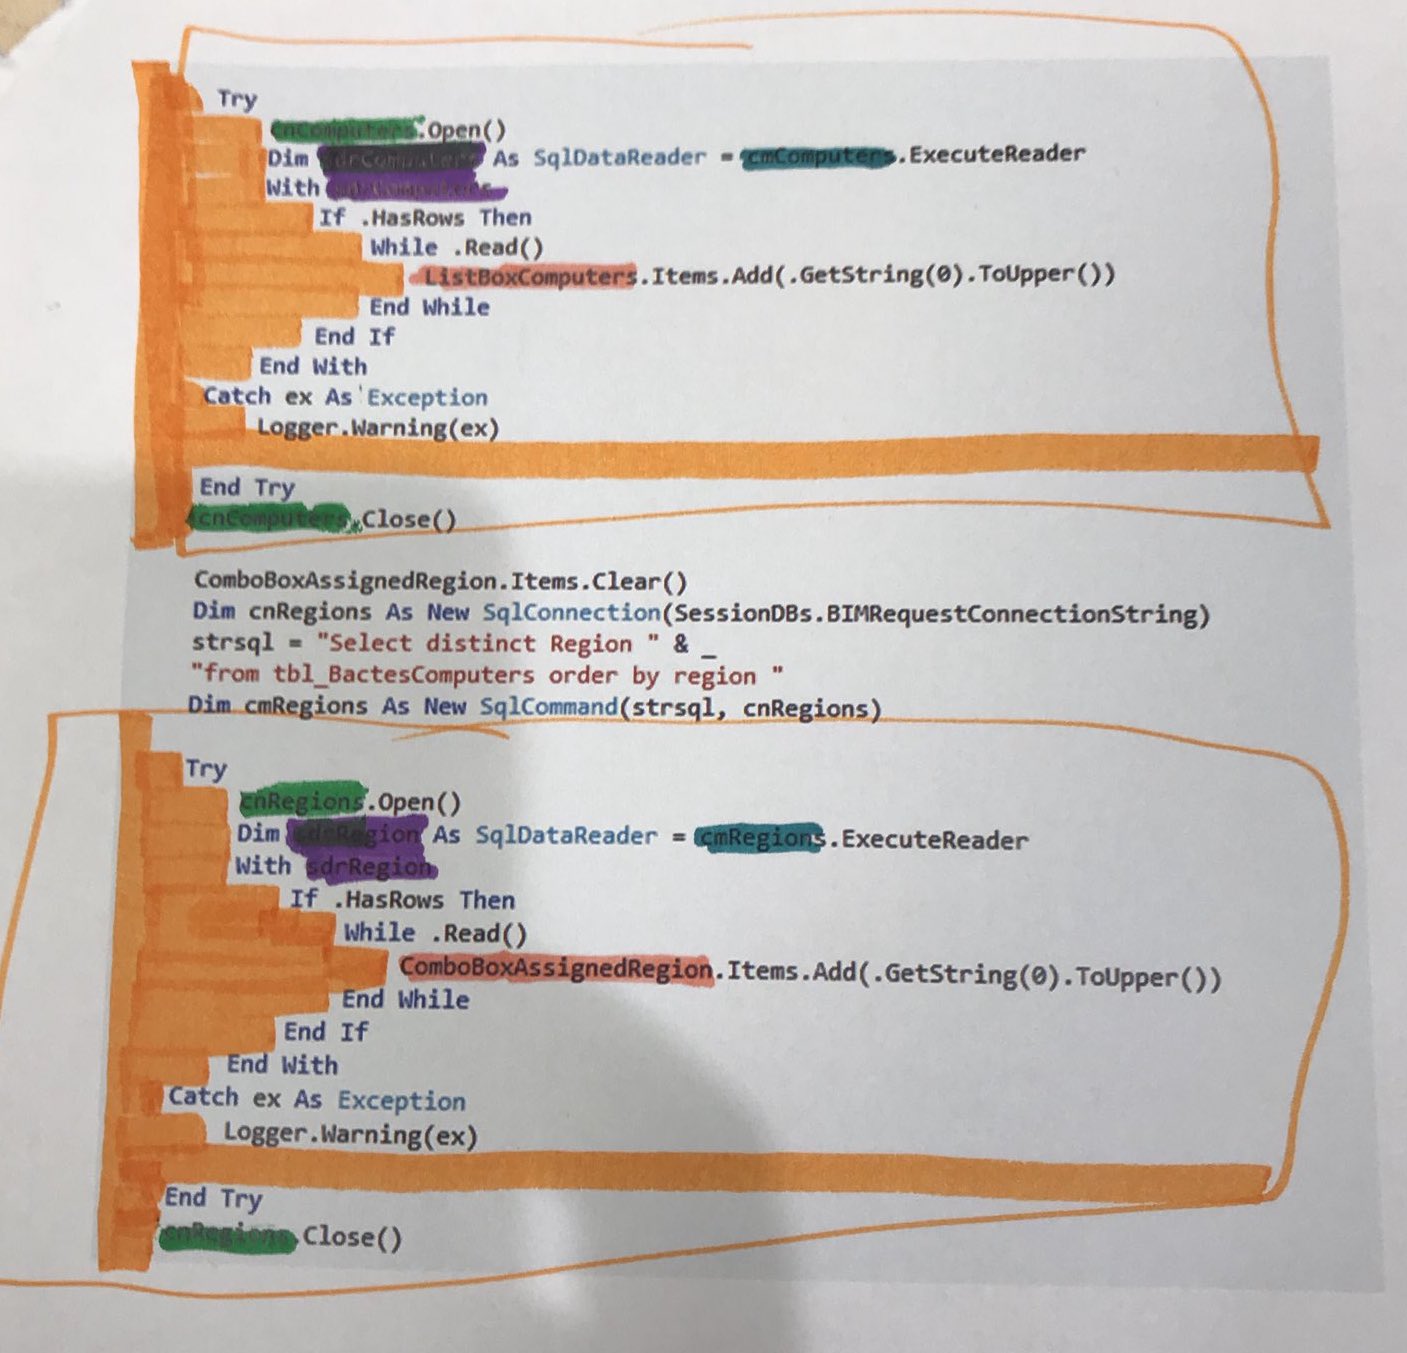 Try
cnComputers.Open()
Dim sdrComputers As SqlDataReader = cmComputers.ExecuteReader
With sdrComputers
If .HasRows Then
While .Read()
ListBoxComputers.Items.Add(.GetString(0).ToUpper())
End While
End If
End With
Catch ex As Exception
Logger.Warning(ex)
End Try
cnComputers.Close()
ComboBoxAssignedRegion.Items.Clear()
Dim cnRegions As New SqlConnection(SessionDBs.BIMRequestConnectionString)
strsql = "Select distinct Region " & _
"from tbl_BactesComputers order by region "
Dim cmRegions As New SqlCommand(strsql, cnRegions)
Try
cnRegions.Open()
Dim sdrRegion As SqlDataReader = cmRegions.ExecuteReader
With sdrRegion
If .HasRows Then
While .Read()
ComboBoxAssignedRegion.Items.Add(.GetString(0).ToUpper())
End While
End If
End With
Catch ex As Exception
Logger.Warning(ex)
End Try
cnRegions.Close()